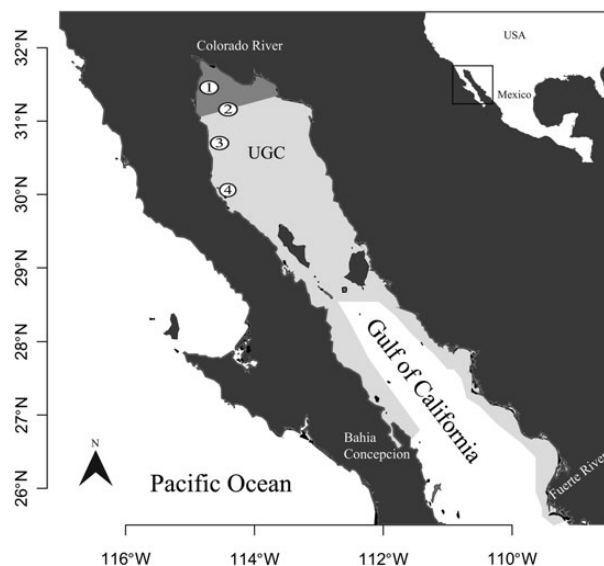 32°N
31°N
30°N
29°N
28°N
27°N
26°N
Colorado River
USA
Mexico
1
2
3
4
UGC
Gulf of California
Bahia
Concepcion
Fuerte River
N
Pacific Ocean
116°W
114°W
112°W
110°W